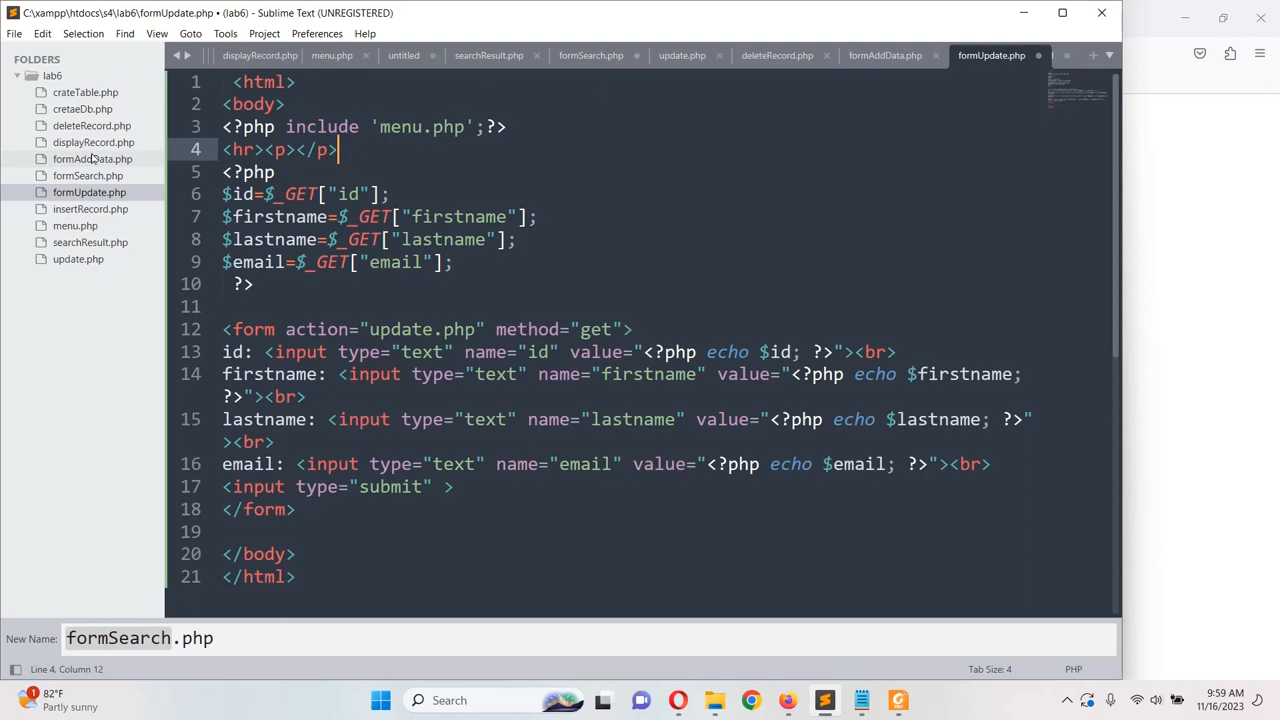 C:\xampp\htdocs\s4\lab6\formUpdate.php • (lab6) - Sublime Text (UNREGISTERED)
File Edit Selection Find View Goto Tools Project Preferences Help
FOLDERS
lab6
crateTable.php
cretaeDb.php
deleteRecord.php
displayRecord.php
formAddData.php
formSearch.php
formUpdate.php
insertRecord.php
menu.php
searchResult.php
update.php
displayRecord.php menu.php untitled searchResult.php formSearch.php update.php deleteRecord.php formAddData.php formUpdate.php
1 <html>
2 <body>
3 <?php include 'menu.php';?>
4 <hr><p></p>
5 <?php
6 $id=$_GET["id"];
7 $firstname=$_GET["firstname"];
8 $lastname=$_GET["lastname"];
9 $email=$_GET["email"];
10 ?>
11
12 <form action="update.php" method="get">
13 id: <input type="text" name="id" value="<?php echo $id; ?>"><br>
14 firstname: <input type="text" name="firstname" value="<?php echo $firstname;
?>"><br>
15 lastname: <input type="text" name="lastname" value="<?php echo $lastname; ?>"
><br>
16 email: <input type="text" name="email" value="<?php echo $email; ?>"><br>
17 <input type="submit" >
18 </form>
19
20 </body>
21 </html>
New Name: formSearch.php
Line 4, Column 12 Tab Size: 4 PHP
1
82°F
Partly sunny
Search
9:59 AM
11/16/2023